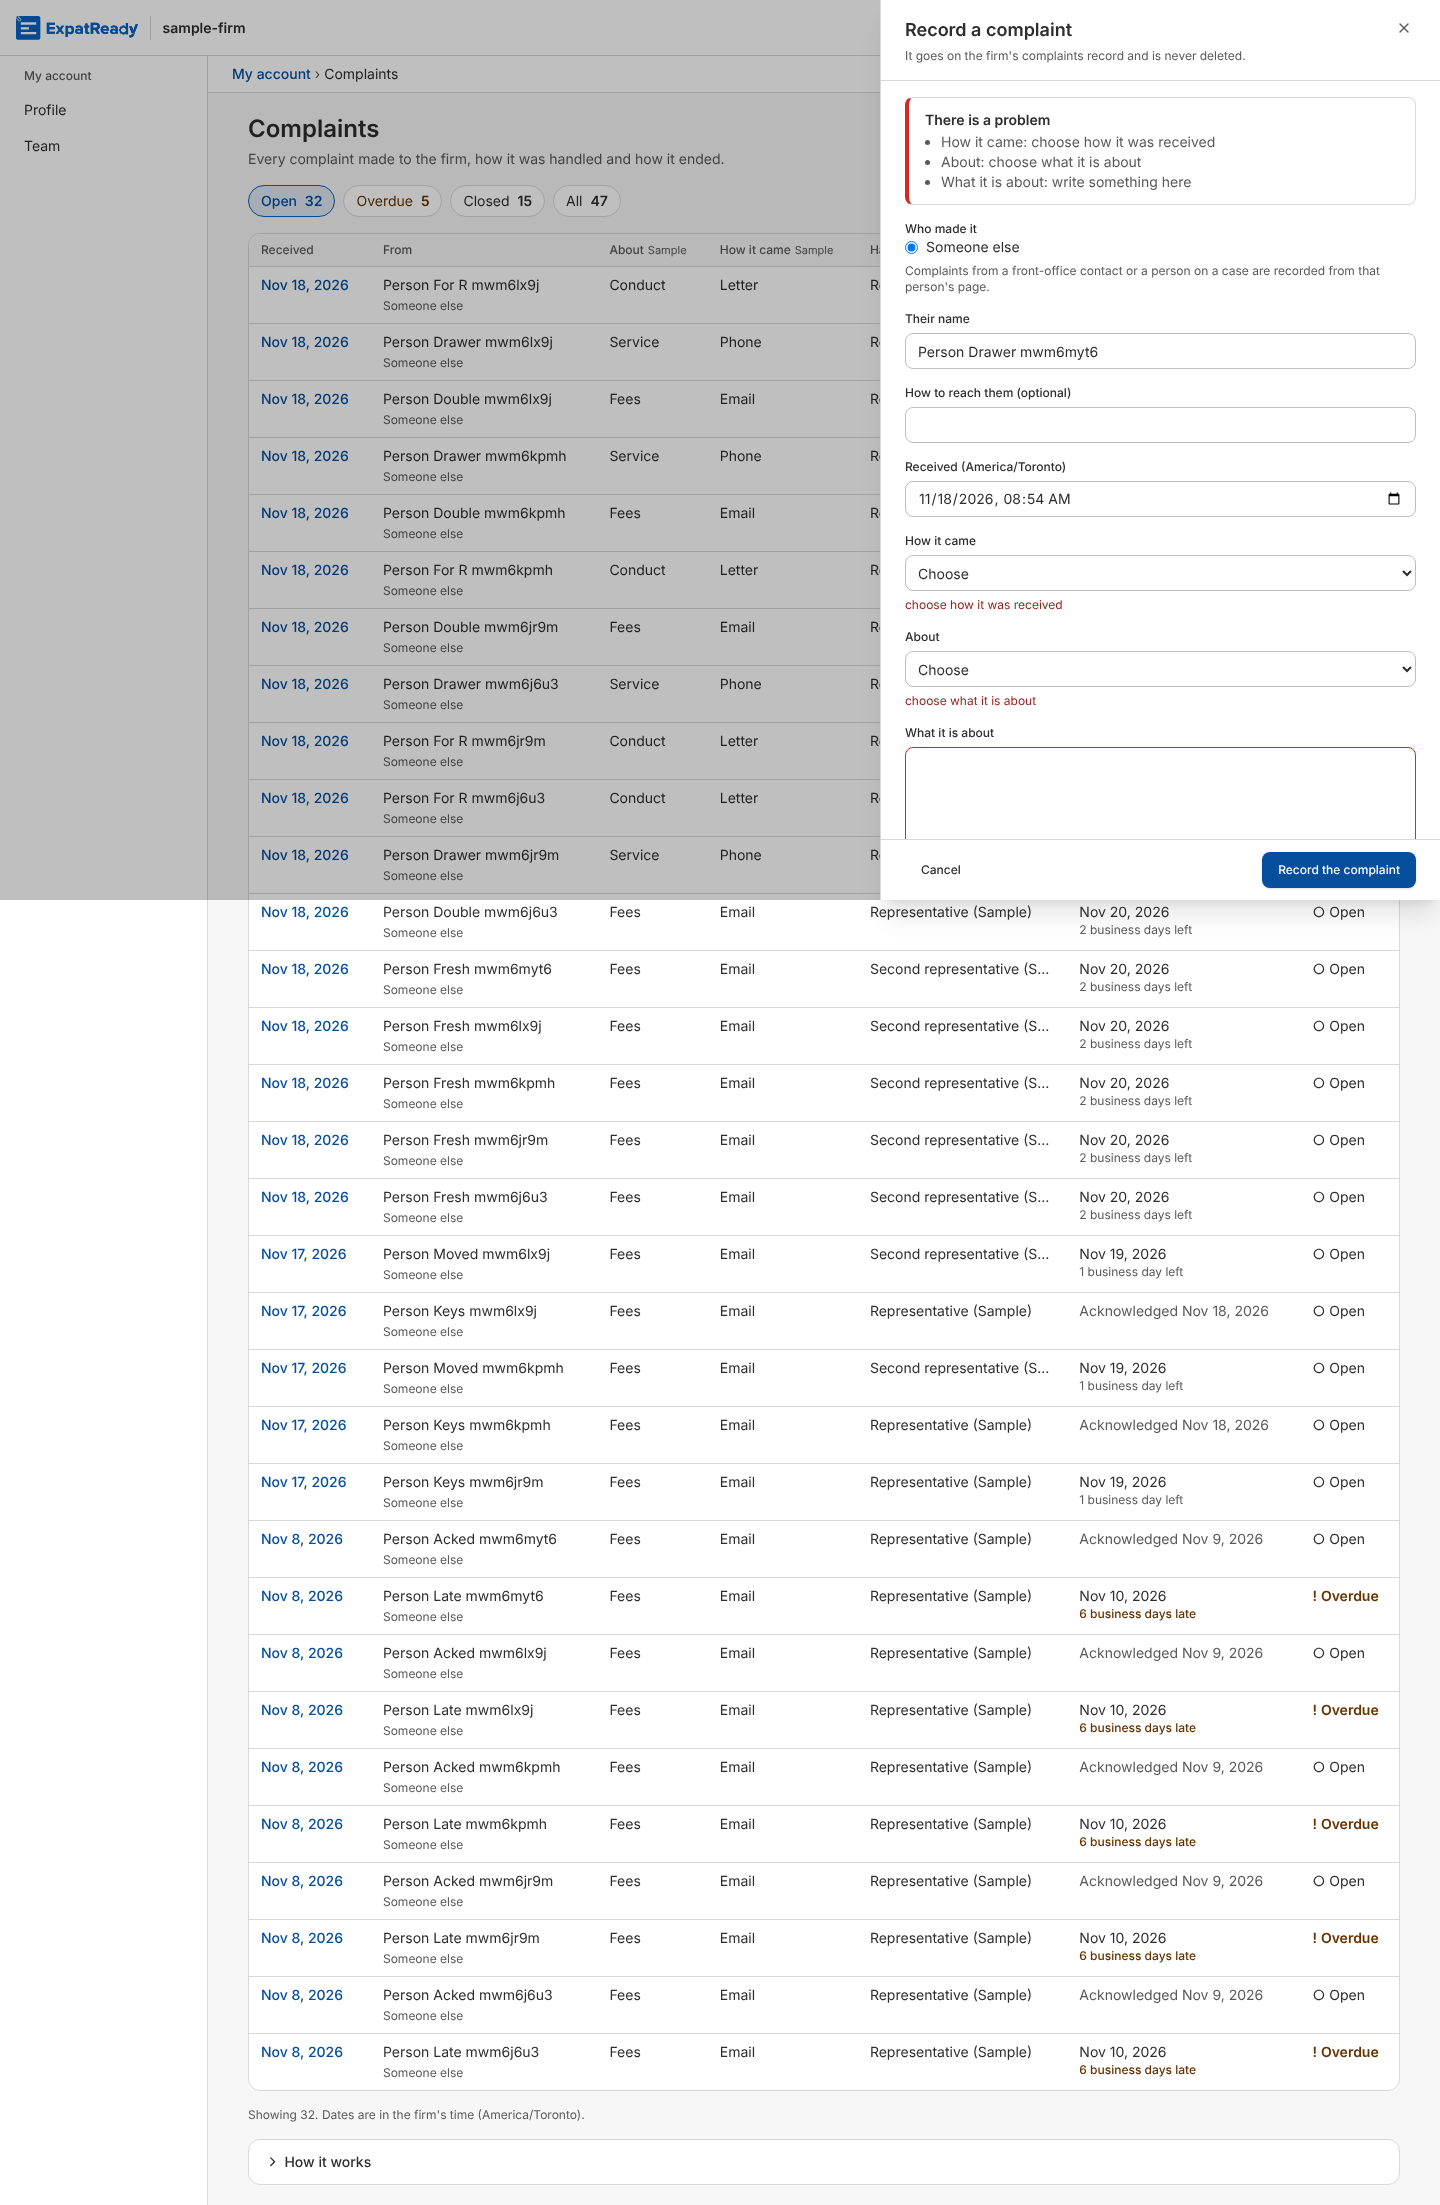 ExpatReady
sample-firm
My account
Profile
Team
My account › Complaints
Complaints
Every complaint made to the firm, how it was handled and how it ended.
Open 32 Overdue 5 Closed 15 All 47
Received From About Sample How it came Sample
Nov 18, 2026 Person For R mwm6lx9j Conduct Letter
Someone else
Nov 18, 2026 Person Drawer mwm6lx9j Service Phone
Someone else
Nov 18, 2026 Person Double mwm6lx9j Fees Email
Someone else
Nov 18, 2026 Person Drawer mwm6kpmh Service Phone
Someone else
Nov 18, 2026 Person Double mwm6kpmh Fees Email
Someone else
Nov 18, 2026 Person For R mwm6kpmh Conduct Letter
Someone else
Nov 18, 2026 Person Double mwm6jr9m Fees Email
Someone else
Nov 18, 2026 Person Drawer mwm6j6u3 Service Phone
Someone else
Nov 18, 2026 Person For R mwm6jr9m Conduct Letter
Someone else
Nov 18, 2026 Person For R mwm6j6u3 Conduct Letter
Someone else
Nov 18, 2026 Person Drawer mwm6jr9m Service Phone
Someone else
Record a complaint
It goes on the firm's complaints record and is never deleted.
There is a problem
• How it came: choose how it was received
• About: choose what it is about
• What it is about: write something here
Who made it
Someone else
Complaints from a front-office contact or a person on a case are recorded from that
person's page.
Their name
Person Drawer mwm6myt6
How to reach them (optional)
Received (America/Toronto)
11/18/2026, 08:54 AM
How it came
Choose
choose how it was received
About
Choose
choose what it is about
What it is about
Cancel Record the complaint
Nov 18, 2026 Person Double mwm6j6u3 Fees Email Representative (Sample) Nov 20, 2026 Open
Someone else 2 business days left
Nov 18, 2026 Person Fresh mwm6myt6 Fees Email Second representative (S... Nov 20, 2026 Open
Someone else 2 business days left
Nov 18, 2026 Person Fresh mwm6lx9j Fees Email Second representative (S... Nov 20, 2026 Open
Someone else 2 business days left
Nov 18, 2026 Person Fresh mwm6kpmh Fees Email Second representative (S... Nov 20, 2026 Open
Someone else 2 business days left
Nov 18, 2026 Person Fresh mwm6jr9m Fees Email Second representative (S... Nov 20, 2026 Open
Someone else 2 business days left
Nov 18, 2026 Person Fresh mwm6j6u3 Fees Email Second representative (S... Nov 20, 2026 Open
Someone else 2 business days left
Nov 17, 2026 Person Moved mwm6lx9j Fees Email Second representative (S... Nov 19, 2026 Open
Someone else 1 business day left
Nov 17, 2026 Person Keys mwm6lx9j Fees Email Representative (Sample) Acknowledged Nov 18, 2026 Open
Someone else
Nov 17, 2026 Person Moved mwm6kpmh Fees Email Second representative (S... Nov 19, 2026 Open
Someone else 1 business day left
Nov 17, 2026 Person Keys mwm6kpmh Fees Email Representative (Sample) Acknowledged Nov 18, 2026 Open
Someone else
Nov 17, 2026 Person Keys mwm6jr9m Fees Email Representative (Sample) Nov 19, 2026 Open
Someone else 1 business day left
Nov 8, 2026 Person Acked mwm6myt6 Fees Email Representative (Sample) Acknowledged Nov 9, 2026 Open
Someone else
Nov 8, 2026 Person Late mwm6myt6 Fees Email Representative (Sample) Nov 10, 2026 ! Overdue
Someone else 6 business days late
Nov 8, 2026 Person Acked mwm6lx9j Fees Email Representative (Sample) Acknowledged Nov 9, 2026 Open
Someone else
Nov 8, 2026 Person Late mwm6lx9j Fees Email Representative (Sample) Nov 10, 2026 ! Overdue
Someone else 6 business days late
Nov 8, 2026 Person Acked mwm6kpmh Fees Email Representative (Sample) Acknowledged Nov 9, 2026 Open
Someone else
Nov 8, 2026 Person Late mwm6kpmh Fees Email Representative (Sample) Nov 10, 2026 ! Overdue
Someone else 6 business days late
Nov 8, 2026 Person Acked mwm6jr9m Fees Email Representative (Sample) Acknowledged Nov 9, 2026 Open
Someone else
Nov 8, 2026 Person Late mwm6jr9m Fees Email Representative (Sample) Nov 10, 2026 ! Overdue
Someone else 6 business days late
Nov 8, 2026 Person Acked mwm6j6u3 Fees Email Representative (Sample) Acknowledged Nov 9, 2026 Open
Someone else
Nov 8, 2026 Person Late mwm6j6u3 Fees Email Representative (Sample) Nov 10, 2026 ! Overdue
Someone else 6 business days late
Showing 32. Dates are in the firm's time (America/Toronto).
How it works